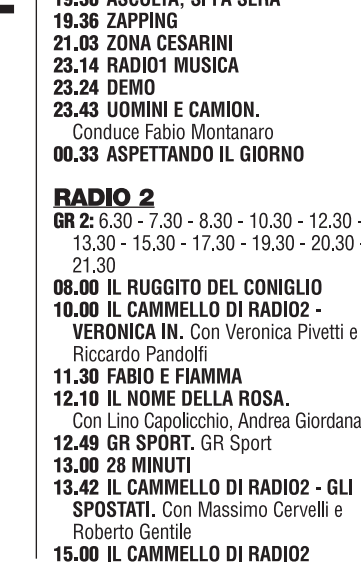 19.30 ASCOLTA, SI FA SERA
19.36 ZAPPING
21.03 ZONA CESARINI
23.14 RADIO1 MUSICA
23.24 DEMO
23.43 UOMINI E CAMION.
Conduce Fabio Montanaro
00.33 ASPETTANDO IL GIORNO
RADIO 2
GR 2: 6.30 - 7.30 - 8.30 - 10.30 - 12.30 -
13.30 - 15.30 - 17.30 - 19.30 - 20.30 -
21.30
08.00 IL RUGGITO DEL CONIGLIO
10.00 IL CAMMELLO DI RADIO2 -
VERONICA IN. Con Veronica Pivetti e
Riccardo Pandolfi
11.30 FABIO E FIAMMA
12.10 IL NOME DELLA ROSA.
Con Lino Capolicchio, Andrea Giordana
12.49 GR SPORT. GR Sport
13.00 28 MINUTI
13.42 IL CAMMELLO DI RADIO2 - GLI
SPOSTATI. Con Massimo Cervelli e
Roberto Gentile
15.00 IL CAMMELLO DI RADIO2